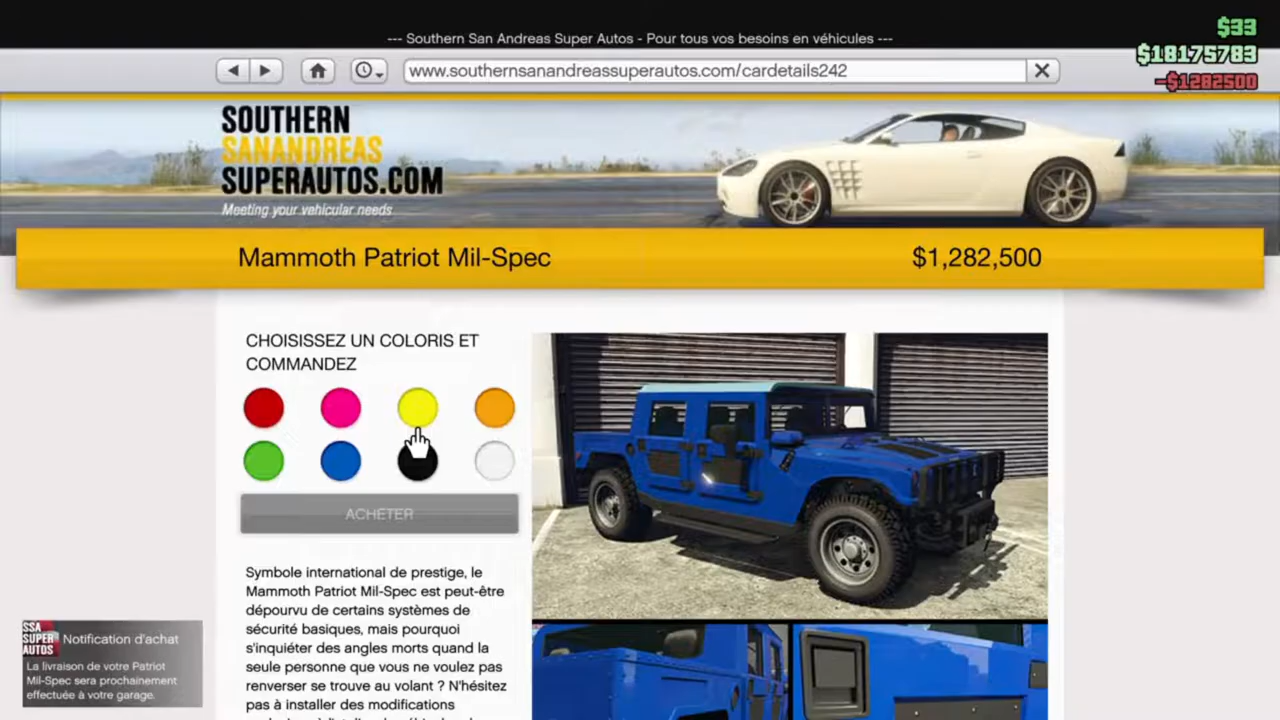 --- Southern San Andreas Super Autos - Pour tous vos besoins en véhicules ---
$33
$18175783
-$1282500
www.southernsanandreassuperautos.com/cardetails242
SOUTHERN
SANANDREAS
SUPERAUTOS.COM
Meeting your vehicular needs
Mammoth Patriot Mil-Spec
$1,282,500
CHOISISSEZ UN COLORIS ET
COMMANDEZ
ACHETER
Symbole international de prestige, le
Mammoth Patriot Mil-Spec est peut-être
dépourvu de certains systèmes de
sécurité basiques, mais pourquoi
s'inquiéter des angles morts quand la
seule personne que vous ne voulez pas
renverser se trouve au volant ? N'hésitez
pas à installer des modifications
SSA
SUPER
AUTOS
Notification d'achat
La livraison de votre Patriot
Mil-Spec sera prochainement
effectuée à votre garage.